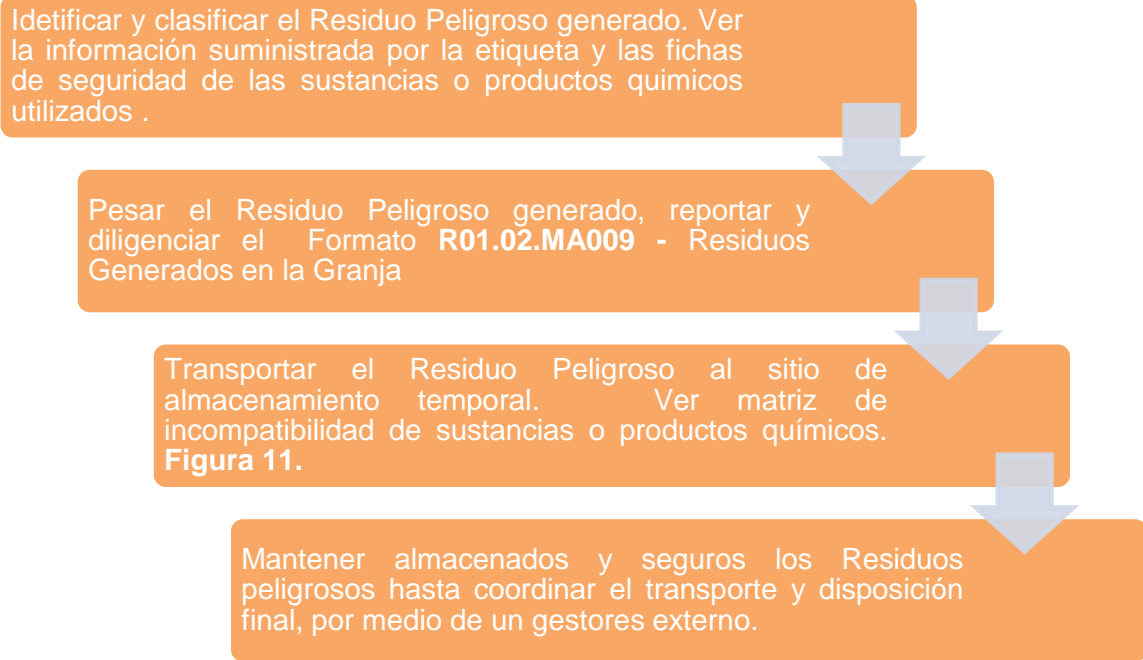 Idetificar y clasificar el Residuo Peligroso generado. Ver
la información suministrada por la etiqueta y las fichas
de seguridad de las sustancias o productos quimicos
utilizados .
Pesar el Residuo Peligroso generado, reportar y
diligenciar el Formato R01.02.MA009 - Residuos
Generados en la Granja
Transportar el Residuo Peligroso al sitio de
almacenamiento temporal. Ver matriz de
incompatibilidad de sustancias o productos químicos.
Figura 11.
Mantener almacenados y seguros los Residuos
peligrosos hasta coordinar el transporte y disposición
final, por medio de un gestores externo.